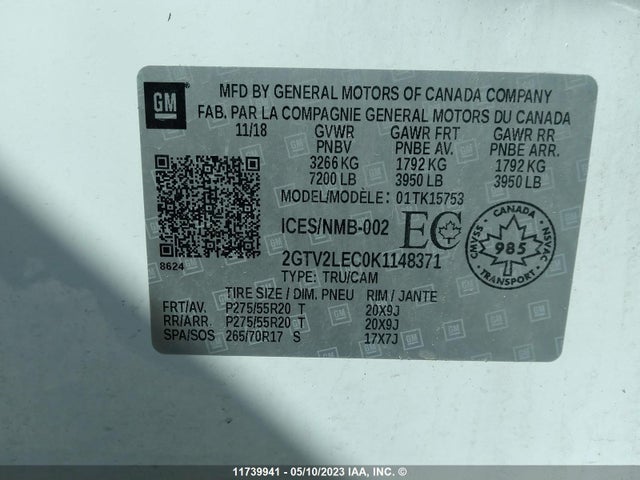 GM
MFD BY GENERAL MOTORS OF CANADA COMPANY
FAB. PAR LA COMPAGNIE GENERAL MOTORS DU CANADA
11/18 GVWR GAWR FRT GAWR RR
PNBV PNBE AV. PNBE ARR.
3266 KG 1792 KG 1792 KG
7200 LB 3950 LB 3950 LB
MODEL/MODÈLE: 01TK15753
ICES/NMB-002 EC
CANADA
CMVSS 985 NSVAC
8624
2GTV2LEC0K1148371
TYPE: TRU/CAM
TIRE SIZE / DIM. PNEU RIM / JANTE
FRT/AV. P275/55R20 T 20X9J
RR/ARR. P275/55R20 T 20X9J
SPA/SOS 265/70R17 S 17X7J
11739941 - 05/10/2023 IAA, INC. ©